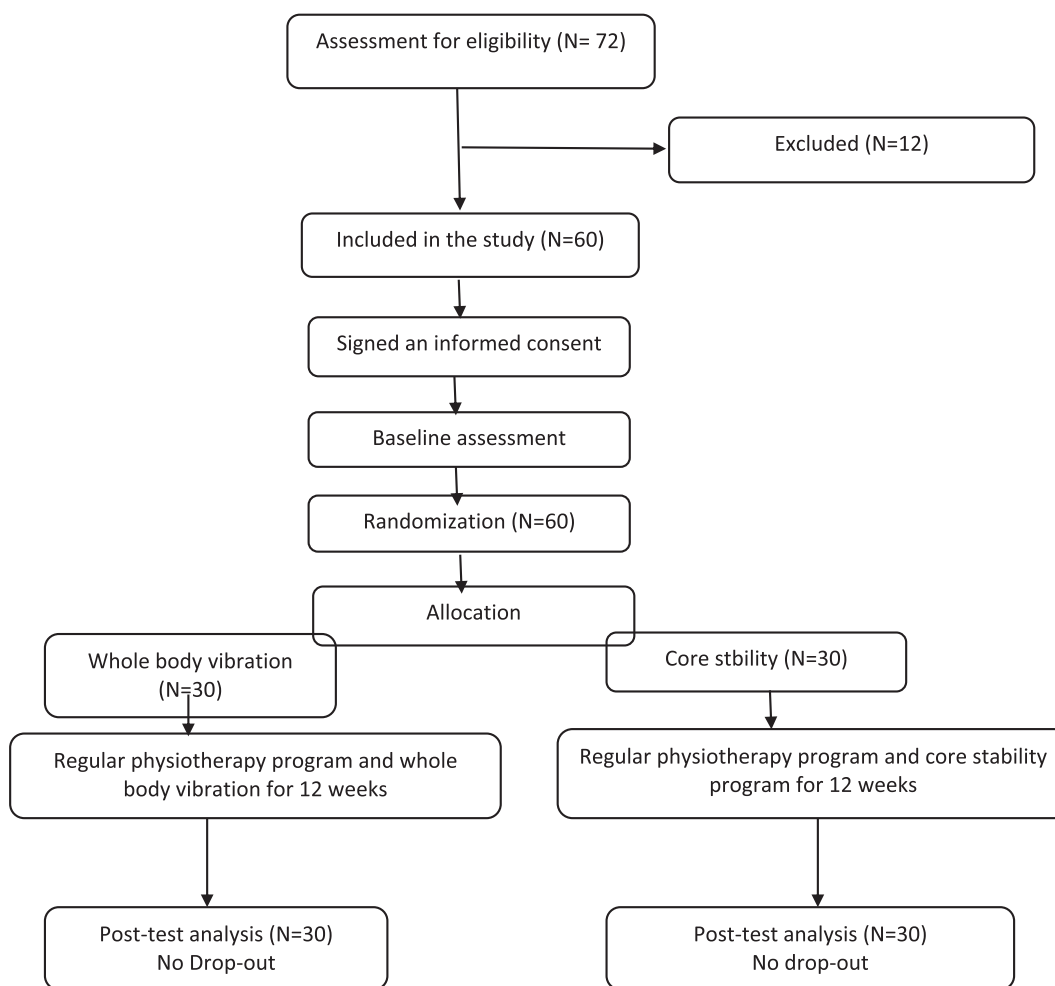 Assessment for eligibility (N= 72)
Excluded (N=12)
Included in the study (N=60)
Signed an informed consent
Baseline assessment
Randomization (N=60)
Allocation
Whole body vibration
(N=30)
Core stbility (N=30)
Regular physiotherapy program and whole
body vibration for 12 weeks
Regular physiotherapy program and core stability
program for 12 weeks
Post-test analysis (N=30)
No Drop-out
Post-test analysis (N=30)
No drop-out